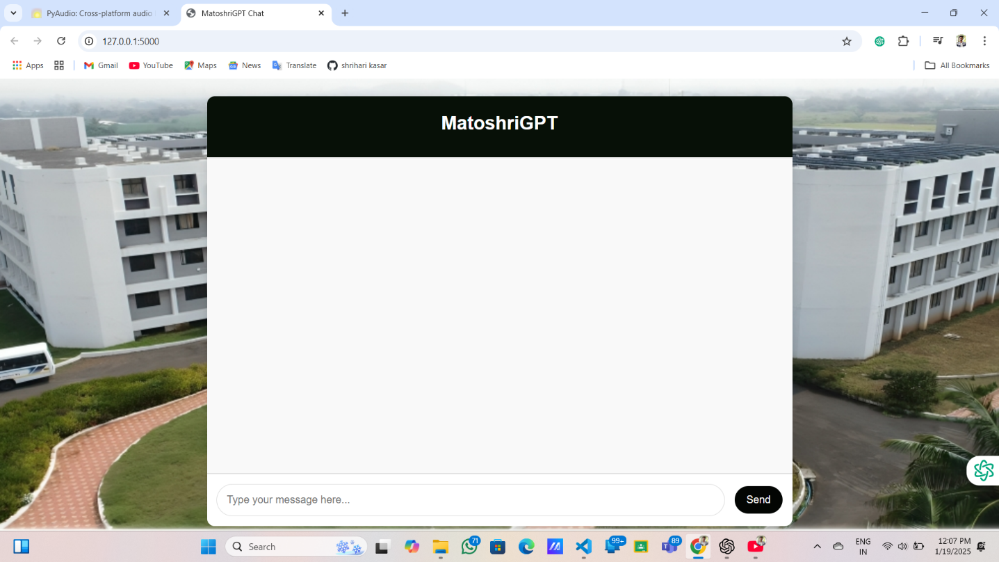 PyAudio: Cross-platform audio
MatoshriGPT Chat
127.0.0.1:5000
Apps
Gmail
YouTube
Maps
News
Translate
shrihari kasar
All Bookmarks
MatoshriGPT
Type your message here...
Send
Search
71
99+
89
ENG
IN
12:07 PM
1/19/2025